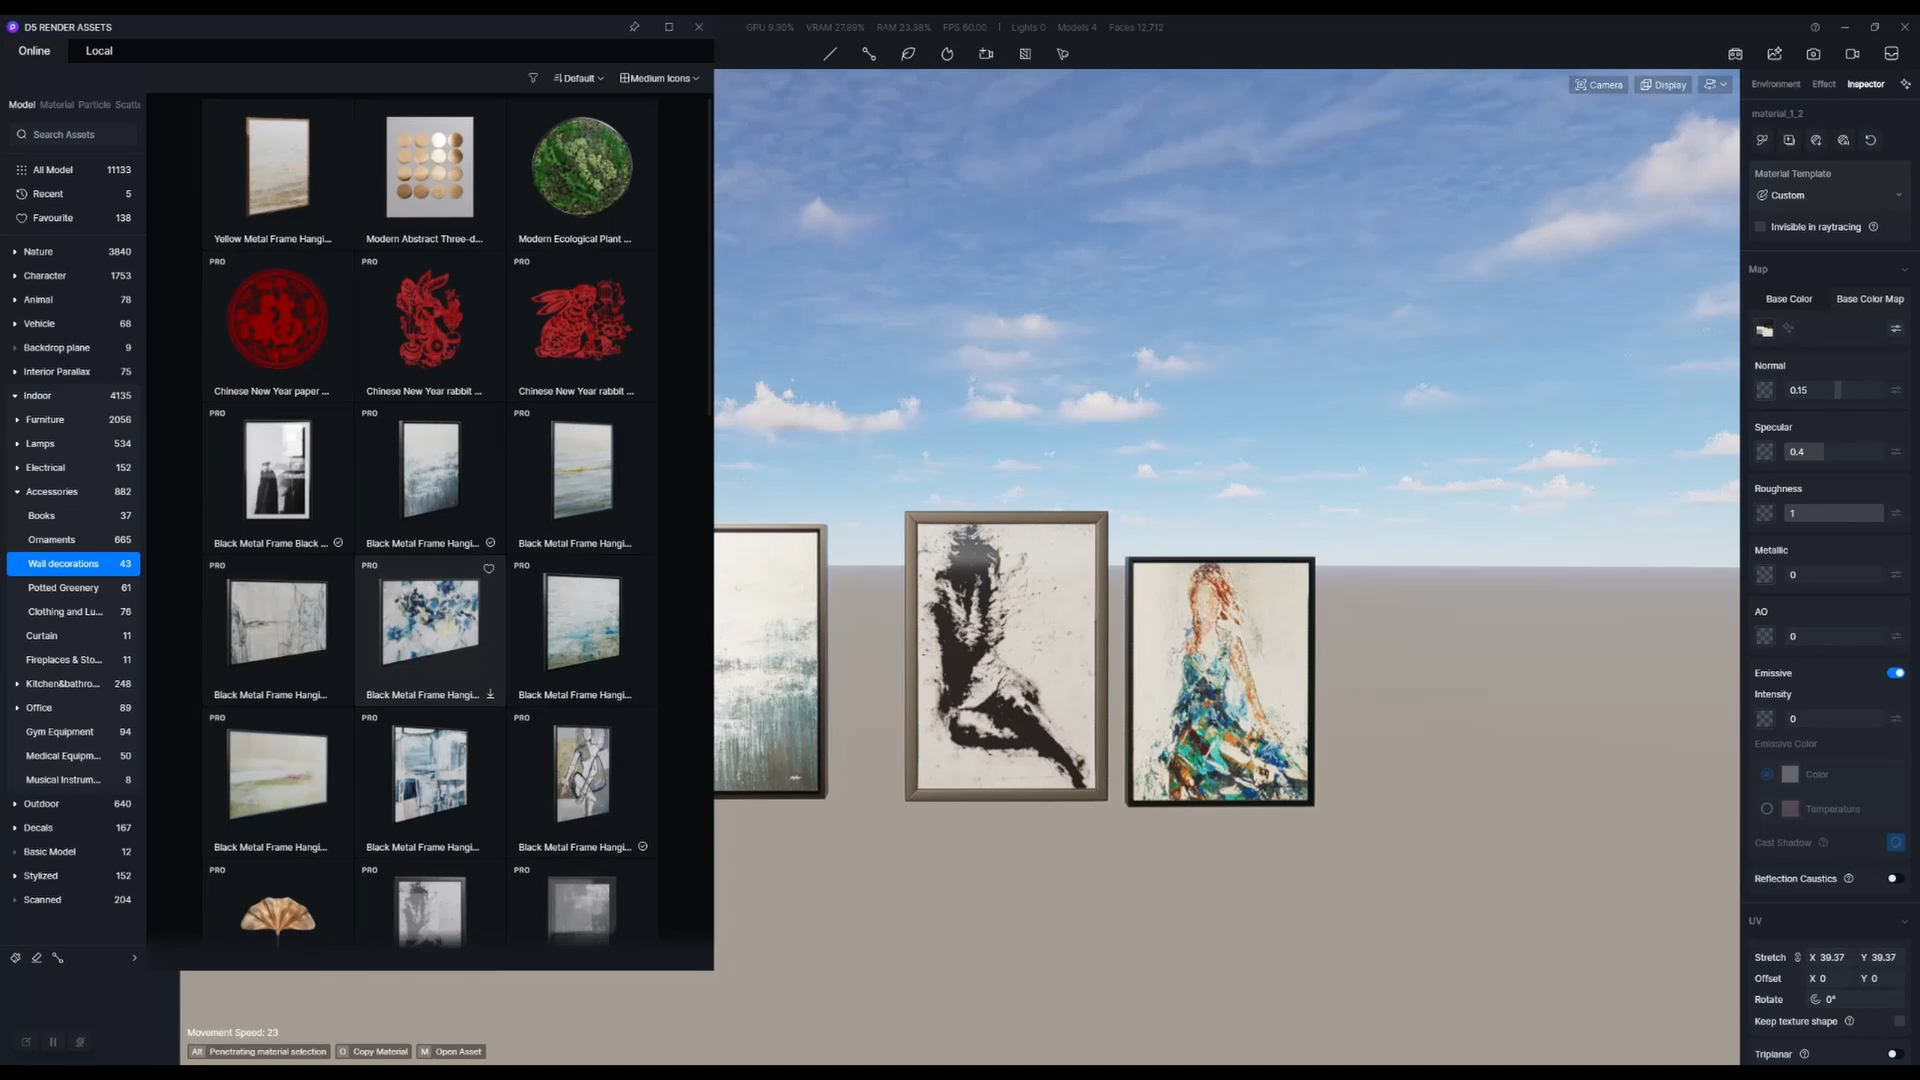 D5 RENDER ASSETS
GPU 9.30% VRAM 27.89% RAM 23.38% FPS 60.00 | Lights 0 Models 4 Faces 12,712
Online Local
Default Medium Icons
Camera Display
Environment Effect Inspector
Model Material Particle Scatt
material_1_2
Search Assets
All Model 11133
Recent 5
Favourite 138
Nature 3840
Character 1753
Animal 78
Vehicle 68
Backdrop plane 9
Interior Parallax 75
Indoor 4135
Furniture 2056
Lamps 534
Electrical 152
Accessories 882
Books 37
Ornaments 665
Wall decorations 43
Potted Greenery 61
Clothing and Lu... 76
Curtain 11
Fireplaces & Sto... 11
Kitchen&bathro... 248
Office 89
Gym Equipment 94
Medical Equipm... 50
Musical Instrum... 8
Outdoor 640
Decals 167
Basic Model 12
Stylized 152
Scanned 204
Yellow Metal Frame Hangi... Modern Abstract Three-d... Modern Ecological Plant ...
PRO PRO PRO
Chinese New Year paper ... Chinese New Year rabbit ... Chinese New Year rabbit ...
PRO PRO PRO
Black Metal Frame Black ... Black Metal Frame Hangi... Black Metal Frame Hangi...
PRO PRO PRO
Black Metal Frame Hangi... Black Metal Frame Hangi... Black Metal Frame Hangi...
PRO PRO PRO
Black Metal Frame Hangi... Black Metal Frame Hangi... Black Metal Frame Hangi...
PRO PRO PRO
Movement Speed: 23
Alt Penetrating material selection O Copy Material M Open Asset
Material Template
Custom
Invisible in raytracing
Map
Base Color Base Color Map
Normal
0.15
Specular
0.4
Roughness
1
Metallic
0
AO
0
Emissive
Intensity
0
Emissive Color
Color
Temperature
Cast Shadow
Reflection Caustics
UV
Stretch X 39.37 Y 39.37
Offset X 0 Y 0
Rotate 0°
Keep texture shape
Triplanar